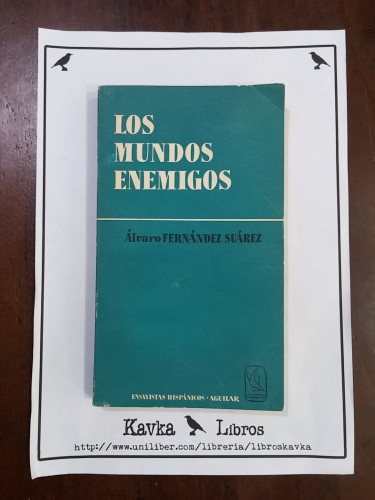 LOS
MUNDOS
ENEMIGOS
Álvaro FERNÁNDEZ SUÁREZ
ENSAYISTAS HISPÁNICOS · AGUILAR
Kavka Libros
http://www.uniliber.com/libreria/libroskavka